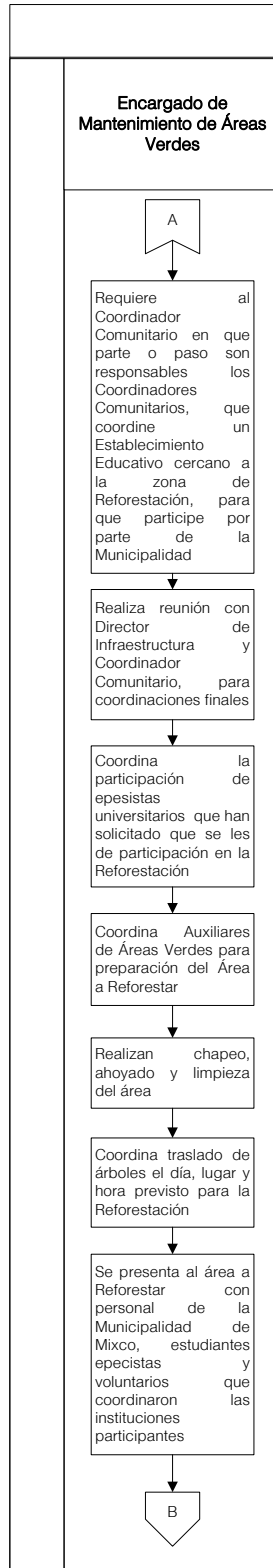 Encargado de
Mantenimiento de Áreas
Verdes
A
Requiere al
Coordinador
Comunitario en que
parte o paso son
responsables los
Coordinadores
Comunitarios, que
coordine un
Establecimiento
Educativo cercano a
la zona de
Reforestación, para
que participe por
parte de la
Municipalidad
Realiza reunión con
Director de
Infraestructura y
Coordinador
Comunitario, para
coordinaciones finales
Coordina la
participación de
epesistas
universitarios que han
solicitado que se les
de participación en la
Reforestación
Coordina Auxiliares
de Áreas Verdes para
preparación del Área
a Reforestar
Realizan chapeo,
ahoyado y limpieza
del área
Coordina traslado de
árboles el día, lugar y
hora previsto para la
Reforestación
Se presenta al área a
Reforestar con
personal de la
Municipalidad de
Mixco, estudiantes
epecistas y
voluntarios que
coordinaron las
instituciones
participantes
B